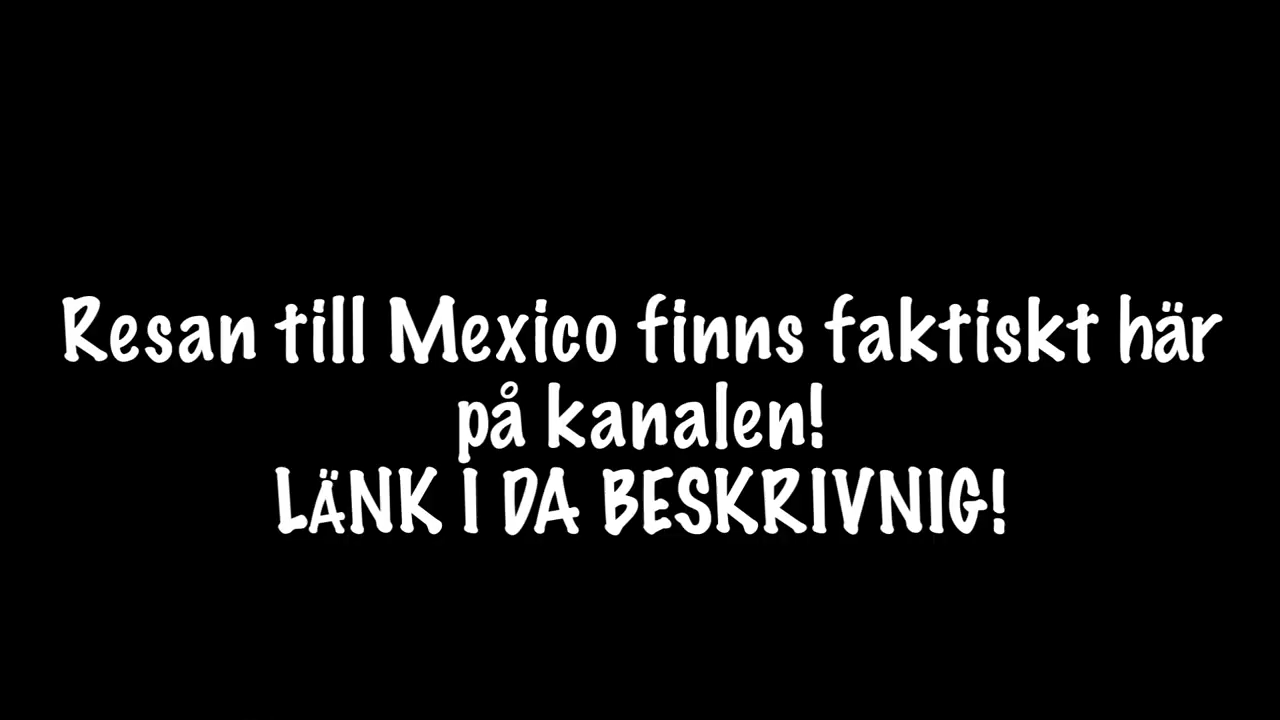 Resan till Mexico finns faktiskt här
på kanalen!
LÄNK I DA BESKRIVNIG!